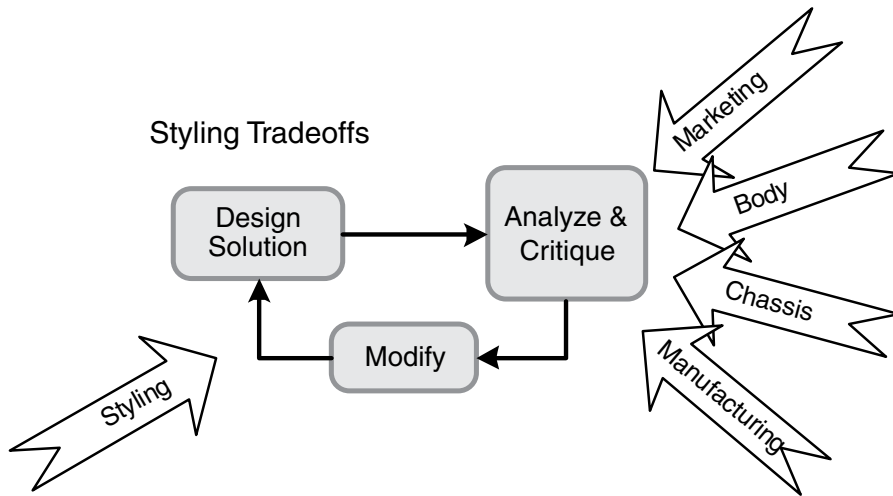 Styling Tradeoffs
Design
Solution
Analyze &
Critique
Modify
Styling
Marketing
Body
Chassis
Manufacturing